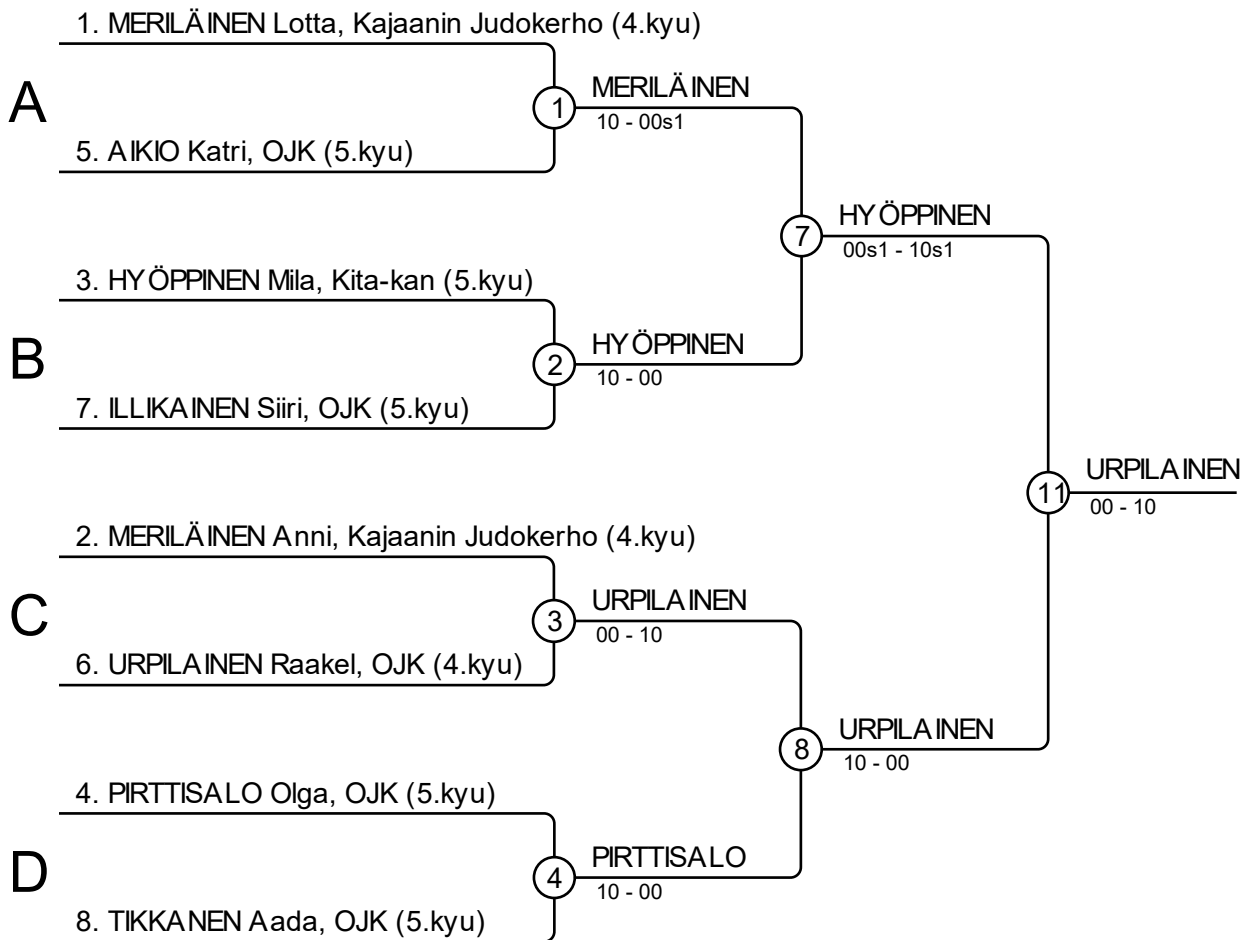 1. MERILÄINEN Lotta, Kajaanin Judokerho (4.kyu)
A
1
MERILÄINEN
10 - 00s1
5. AIKIO Katri, OJK (5.kyu)
7
HYÖPPINEN
00s1 - 10s1
3. HYÖPPINEN Mila, Kita-kan (5.kyu)
B
2
HYÖPPINEN
10 - 00
7. ILLIKAINEN Siiri, OJK (5.kyu)
11
URPILAINEN
00 - 10
2. MERILÄINEN Anni, Kajaanin Judokerho (4.kyu)
C
3
URPILAINEN
00 - 10
6. URPILAINEN Raakel, OJK (4.kyu)
8
URPILAINEN
10 - 00
4. PIRTTISALO Olga, OJK (5.kyu)
D
4
PIRTTISALO
10 - 00
8. TIKKANEN Aada, OJK (5.kyu)